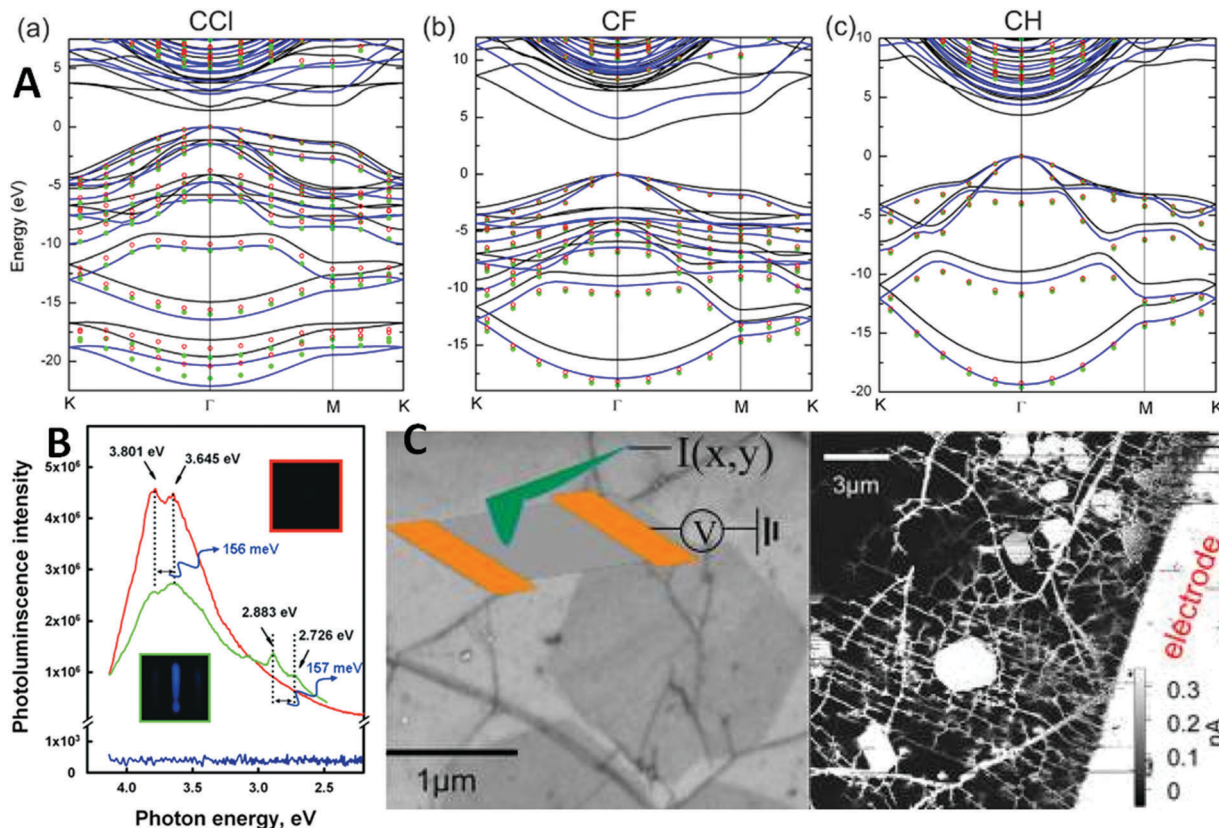 (a)
CCl
(b)
CF
(c)
CH
A
Energy (eV)
5
0
-5
-10
-15
-20
K
Γ
M
K
10
5
0
-5
-10
-15
K
Γ
M
K
10
5
0
-5
-10
-15
-20
K
Γ
M
K
B
Photoluminscence intensity
3.801 eV
3.645 eV
5x10⁶
4x10⁶
3x10⁶
2x10⁶
1x10⁶
1x10³
0
156 meV
2.883 eV
2.726 eV
157 meV
4.0
3.5
3.0
2.5
Photon energy, eV
C
I(x,y)
V
1μm
3μm
electrode
0.3
0.2
0.1
0
nA